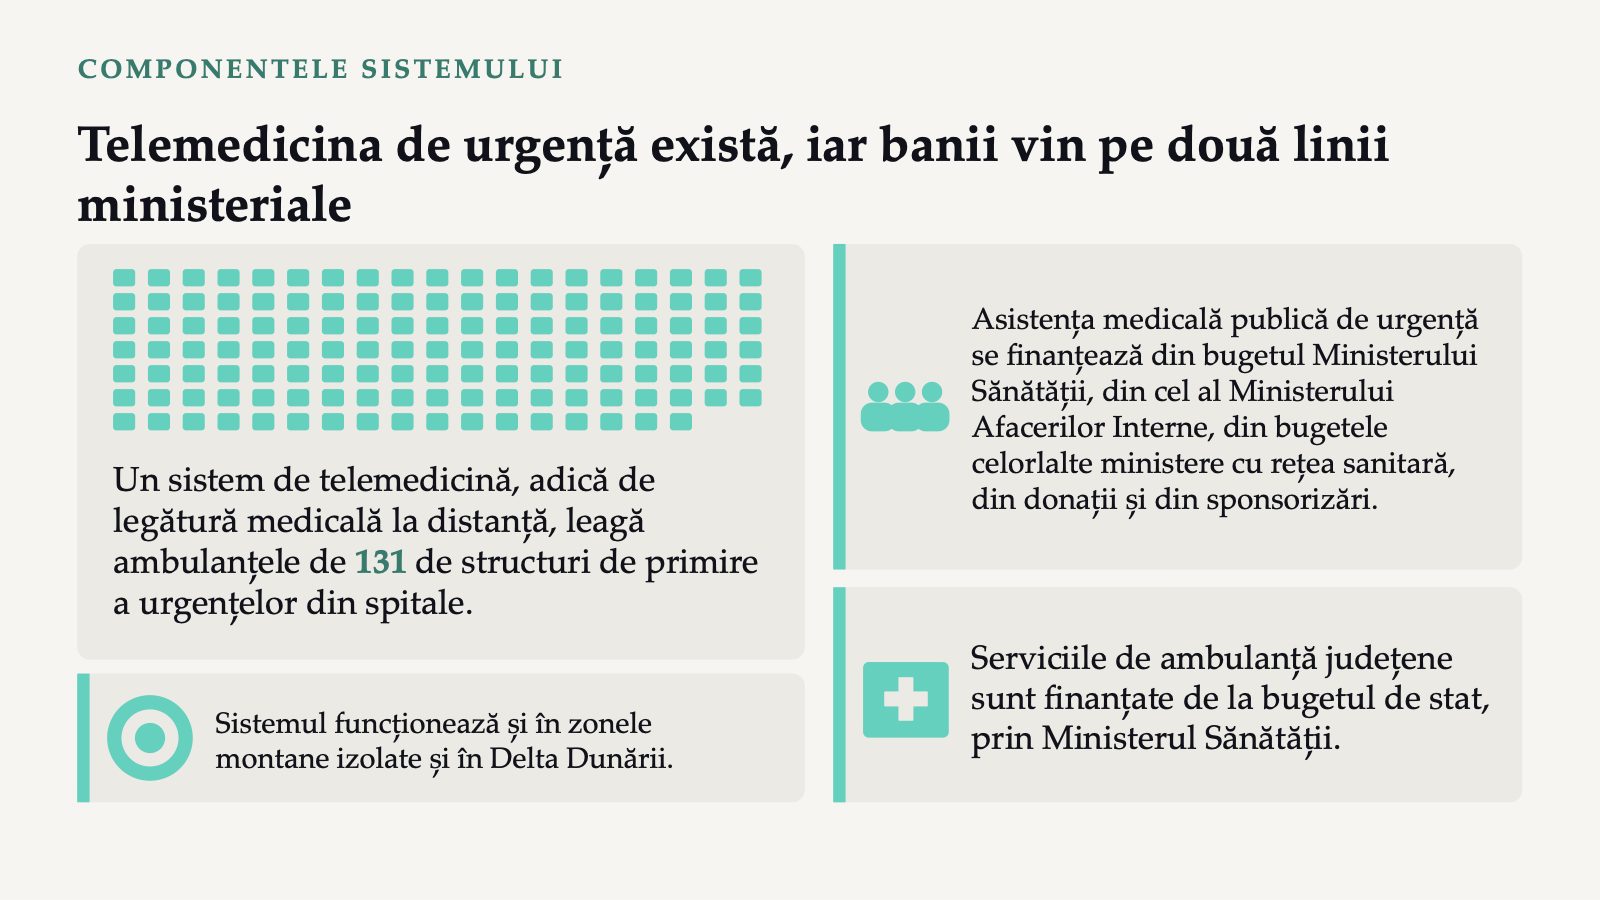 COMPONENTELE SISTEMULUI
Telemedicina de urgență există, iar banii vin pe două linii
ministeriale
Un sistem de telemedicină, adică de
legătură medicală la distanță, leagă
ambulanțele de 131 de structuri de primire
a urgențelor din spitale.
Sistemul funcționează și în zonele
montane izolate și în Delta Dunării.
Asistența medicală publică de urgență
se finanțează din bugetul Ministerului
Sănătății, din cel al Ministerului
Afacerilor Interne, din bugetele
celorlalte ministere cu rețea sanitară,
din donații și din sponsorizări.
Serviciile de ambulanță județene
sunt finanțate de la bugetul de stat,
prin Ministerul Sănătății.